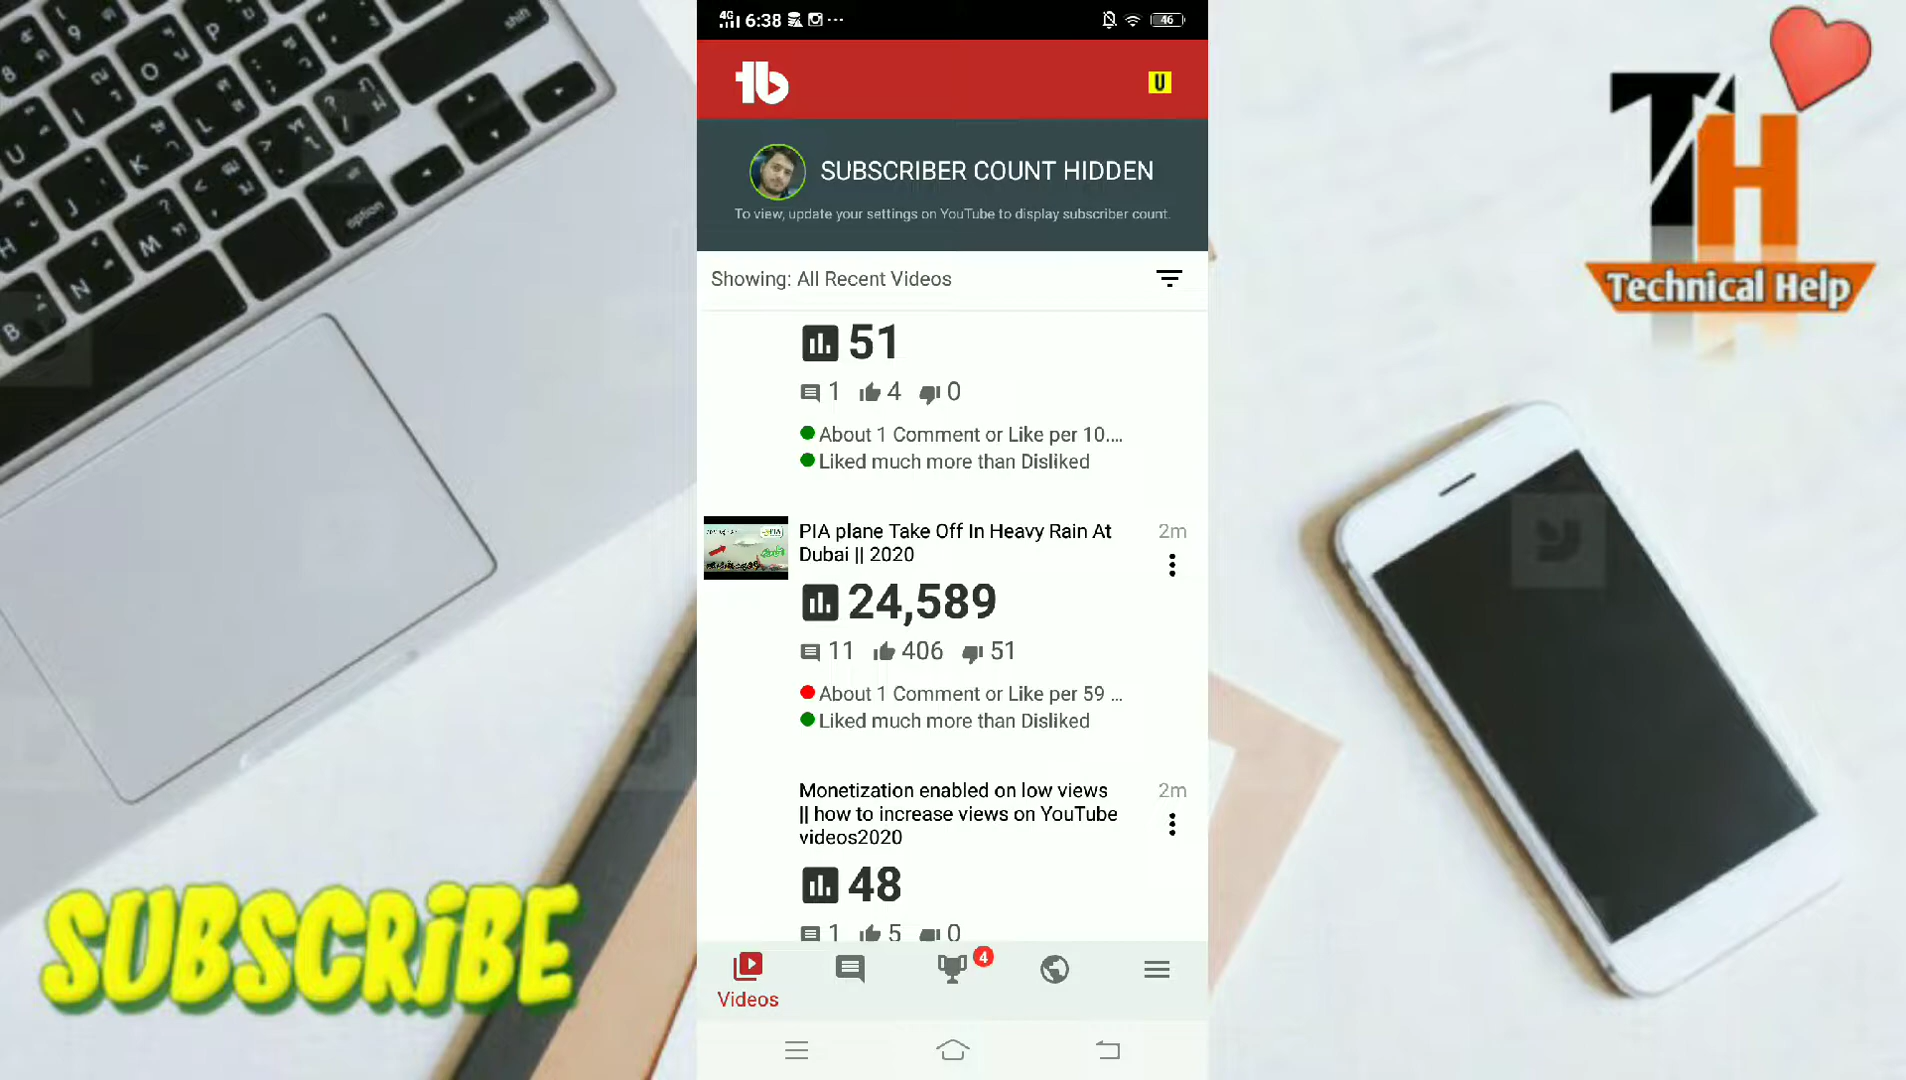 6:38
46
U
SUBSCRIBER COUNT HIDDEN
To view, update your settings on YouTube to display subscriber count.
Showing: All Recent Videos
51
1 4 0
About 1 Comment or Like per 10....
Liked much more than Disliked
PIA plane Take Off In Heavy Rain At
Dubai || 2020
2m
24,589
11 406 51
About 1 Comment or Like per 59 ...
Liked much more than Disliked
Monetization enabled on low views
|| how to increase views on YouTube
videos2020
2m
48
1 5 0
4
Videos
TH
Technical Help
SUBSCRiBE
shift
option